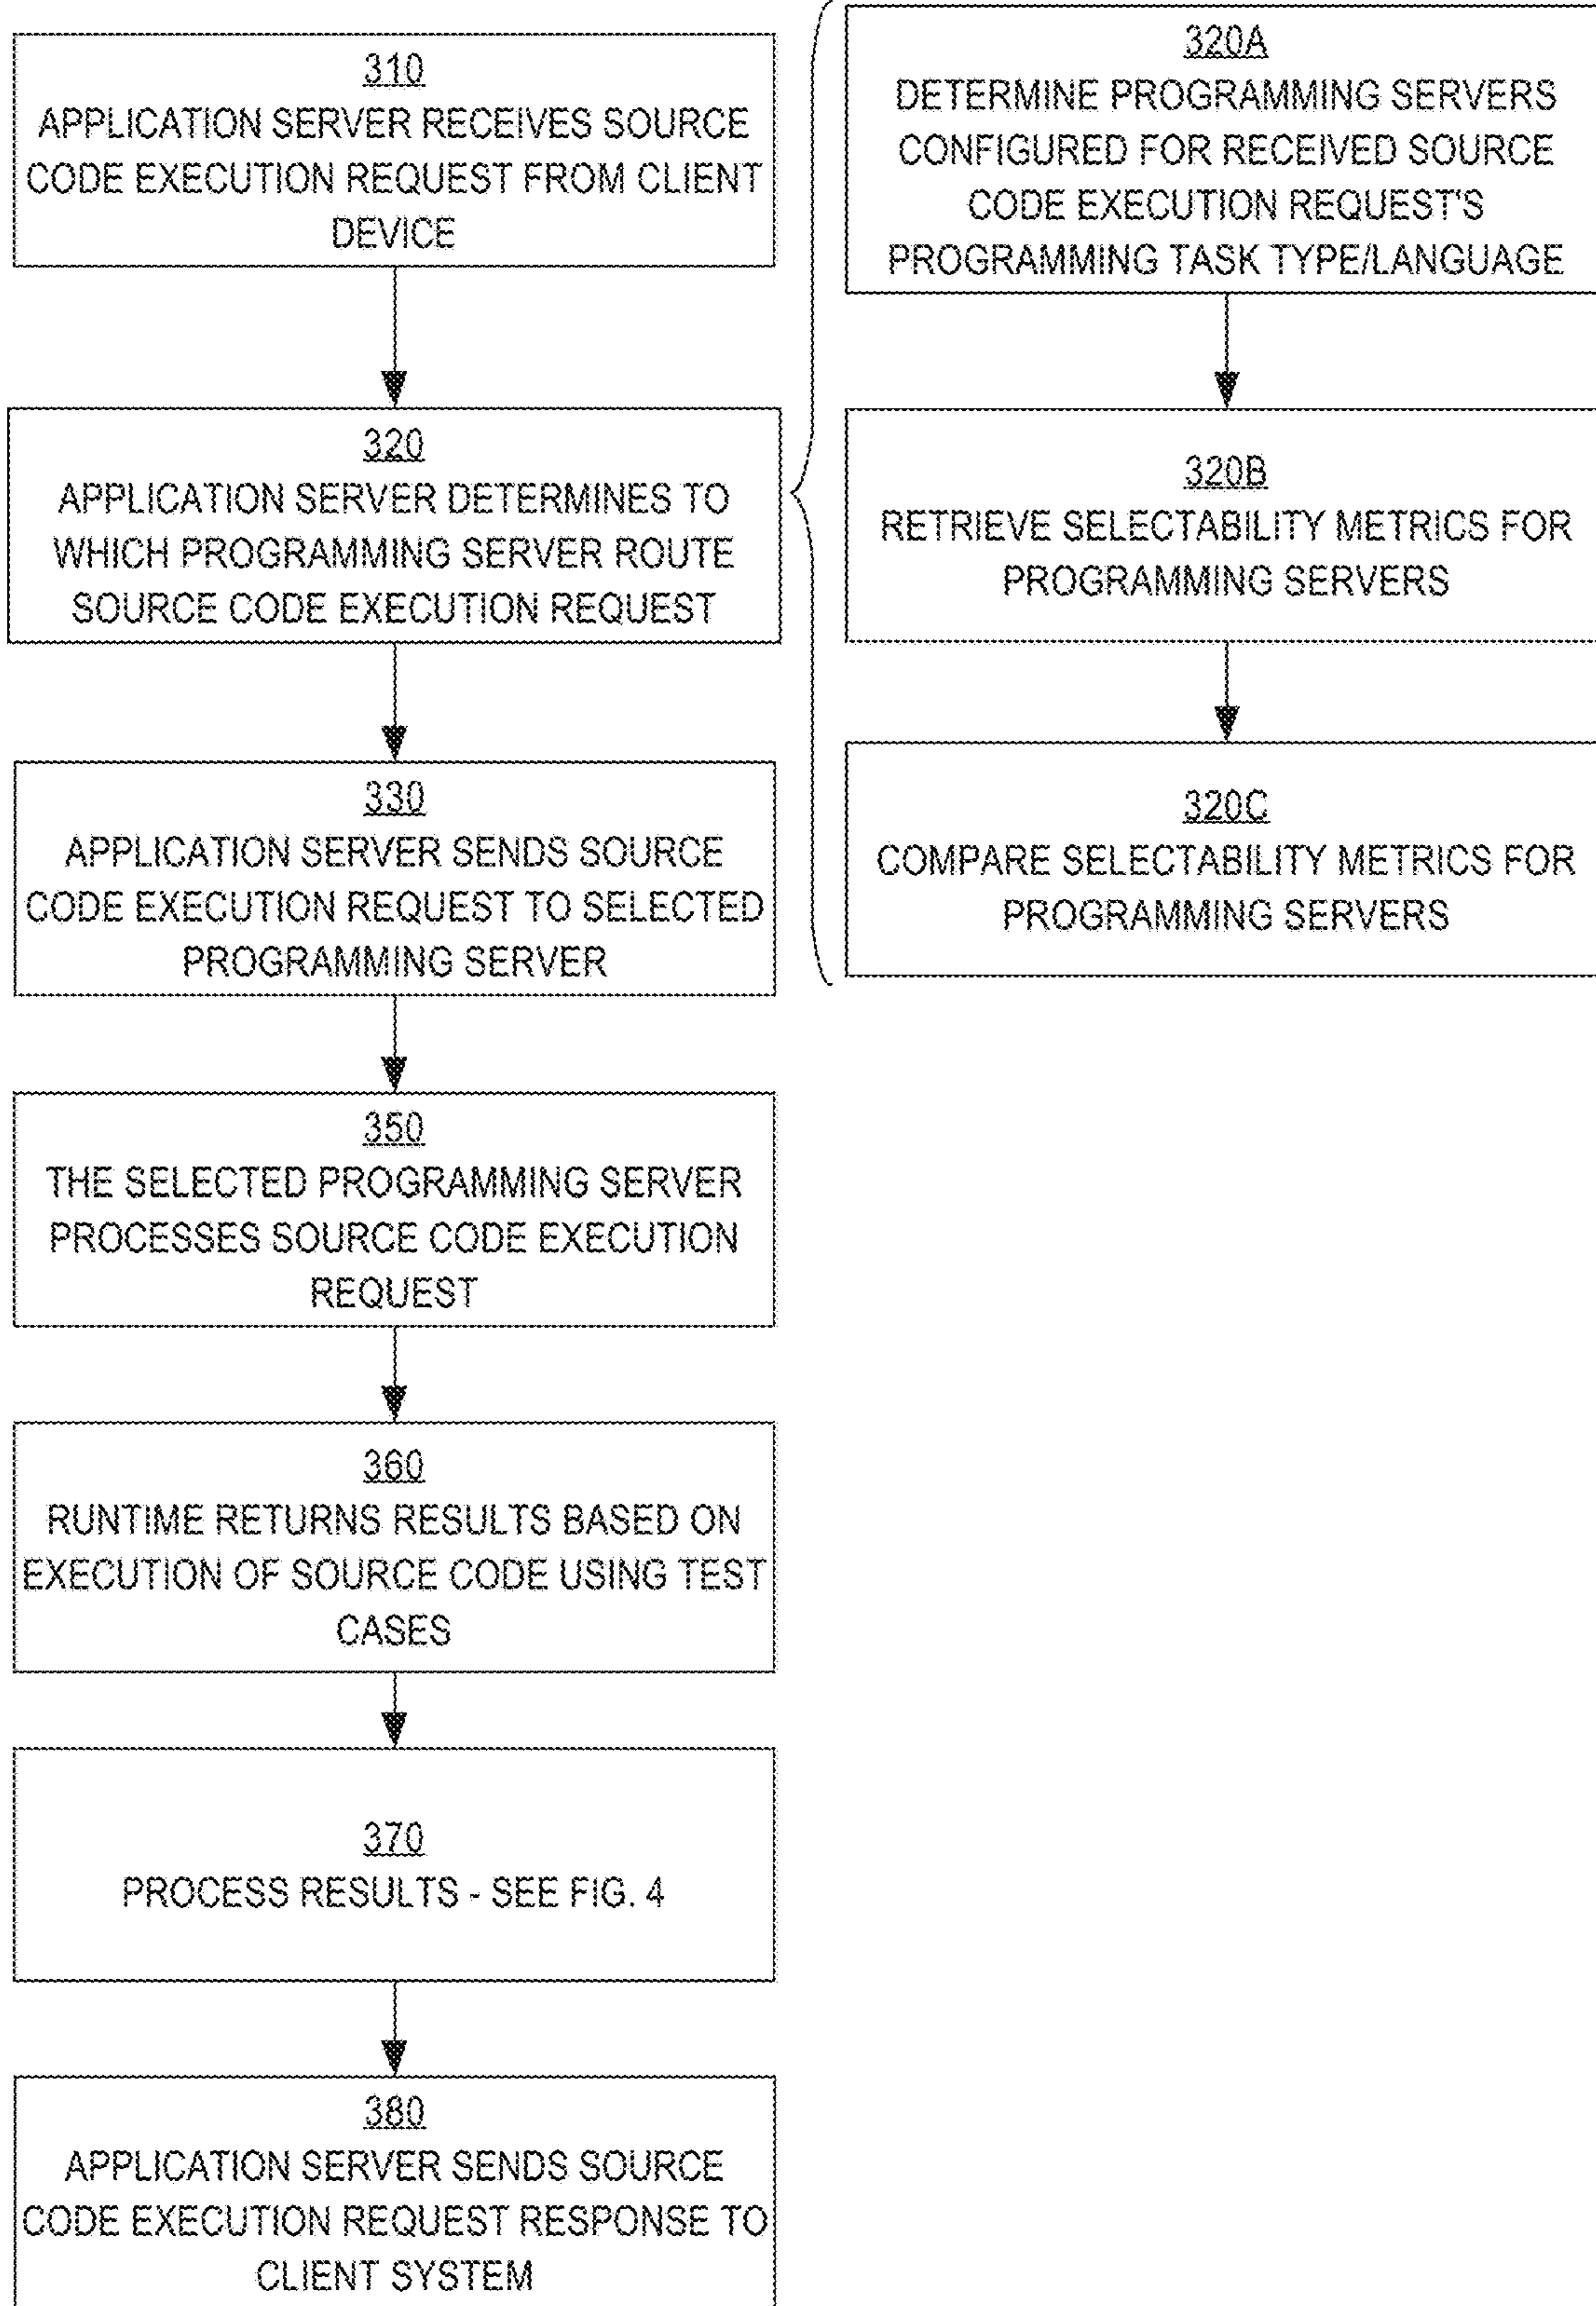 310
APPLICATION SERVER RECEIVES SOURCE
CODE EXECUTION REQUEST FROM CLIENT
DEVICE
320
APPLICATION SERVER DETERMINES TO
WHICH PROGRAMMING SERVER ROUTE
SOURCE CODE EXECUTION REQUEST
330
APPLICATION SERVER SENDS SOURCE
CODE EXECUTION REQUEST TO SELECTED
PROGRAMMING SERVER
350
THE SELECTED PROGRAMMING SERVER
PROCESSES SOURCE CODE EXECUTION
REQUEST
360
RUNTIME RETURNS RESULTS BASED ON
EXECUTION OF SOURCE CODE USING TEST
CASES
370
PROCESS RESULTS - SEE FIG. 4
380
APPLICATION SERVER SENDS SOURCE
CODE EXECUTION REQUEST RESPONSE TO
CLIENT SYSTEM
320A
DETERMINE PROGRAMMING SERVERS
CONFIGURED FOR RECEIVED SOURCE
CODE EXECUTION REQUEST'S
PROGRAMMING TASK TYPE/LANGUAGE
320B
RETRIEVE SELECTABILITY METRICS FOR
PROGRAMMING SERVERS
320C
COMPARE SELECTABILITY METRICS FOR
PROGRAMMING SERVERS